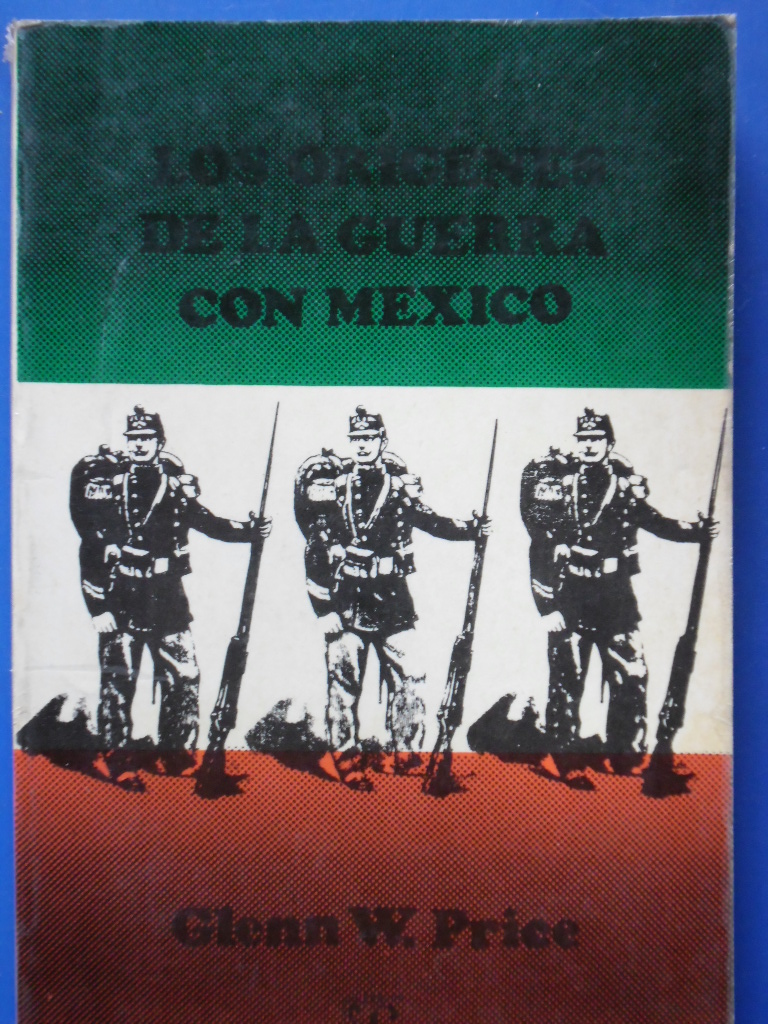 LOS ORIGENES
DE LA GUERRA
CON MEXICO
Glenn W. Price